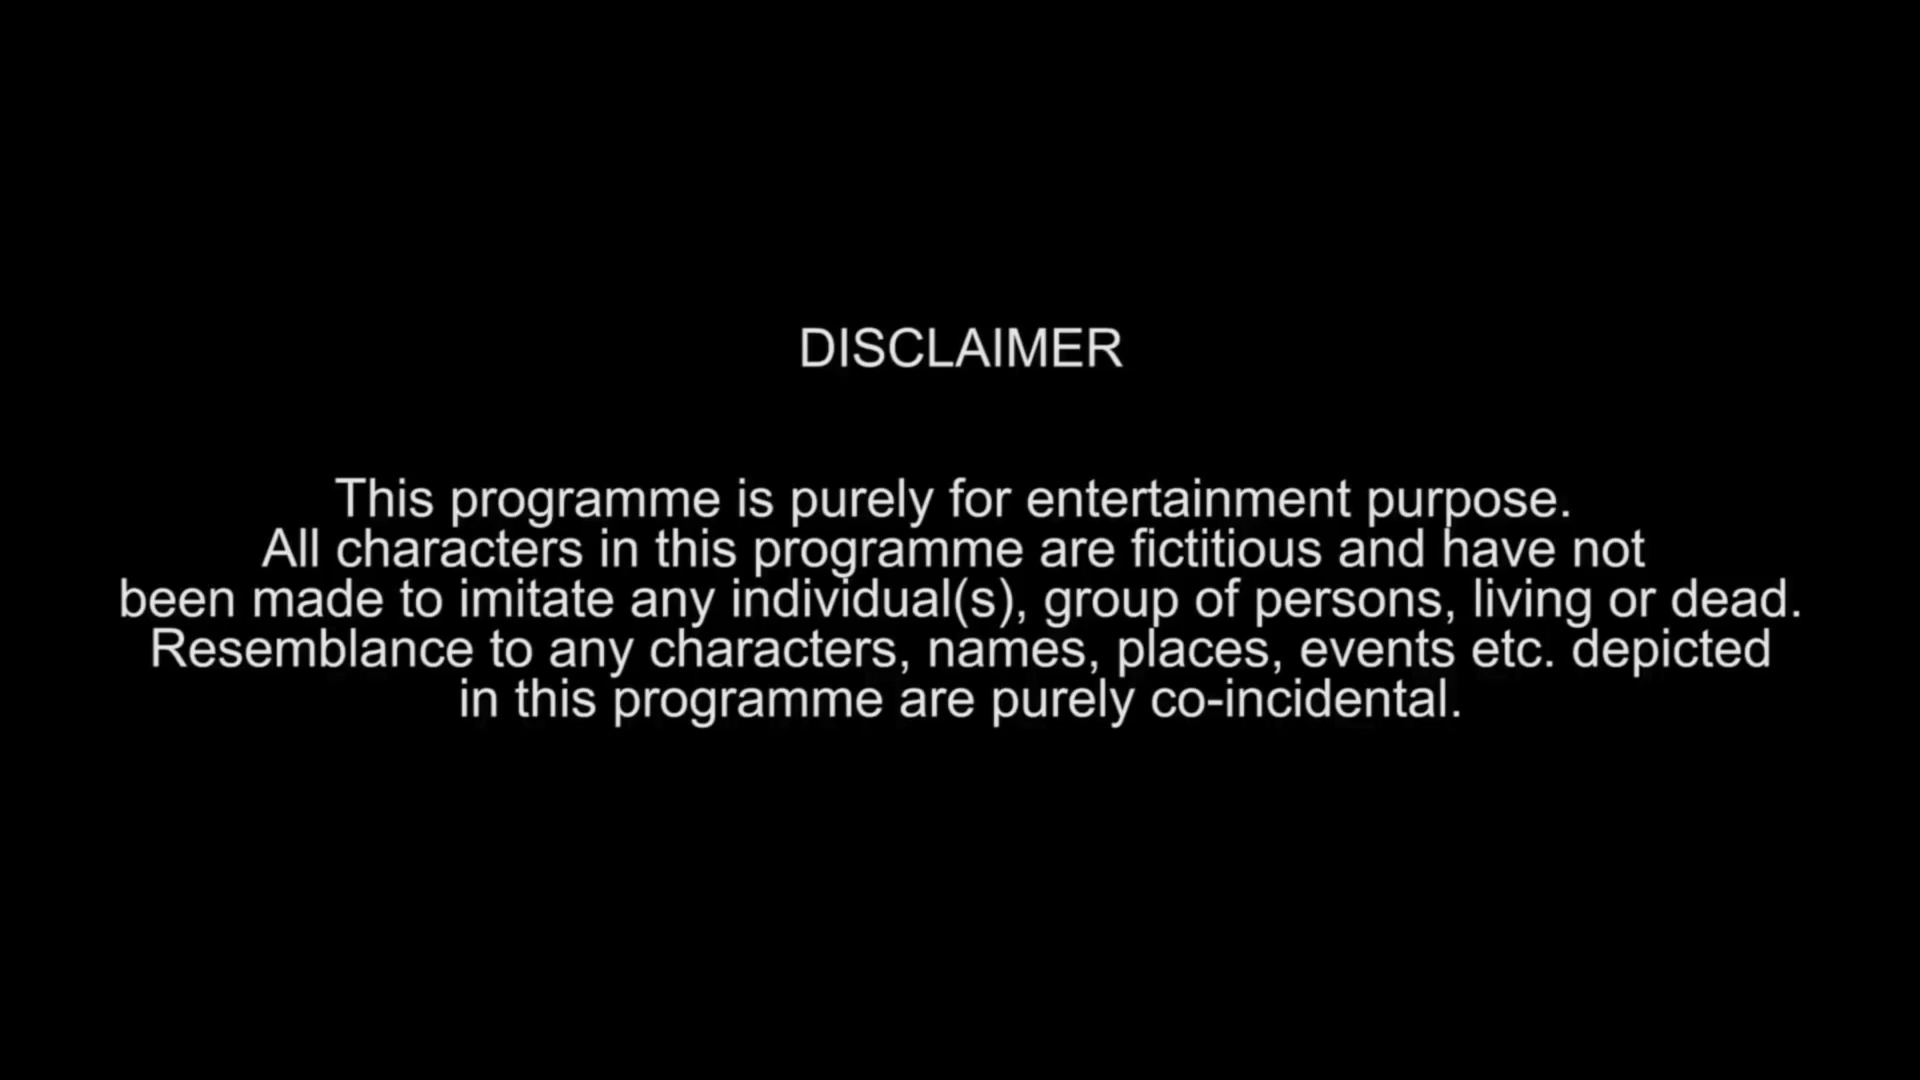 DISCLAIMER
This programme is purely for entertainment purpose.
All characters in this programme are fictitious and have not
been made to imitate any individual(s), group of persons, living or dead.
Resemblance to any characters, names, places, events etc. depicted
in this programme are purely co-incidental.